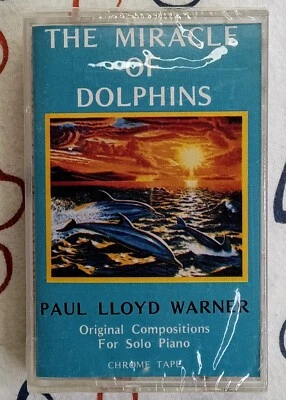 THE MIRACLE
OF
DOLPHINS
PAUL LLOYD WARNER
Original Compositions
For Solo Piano
CHROME TAPE